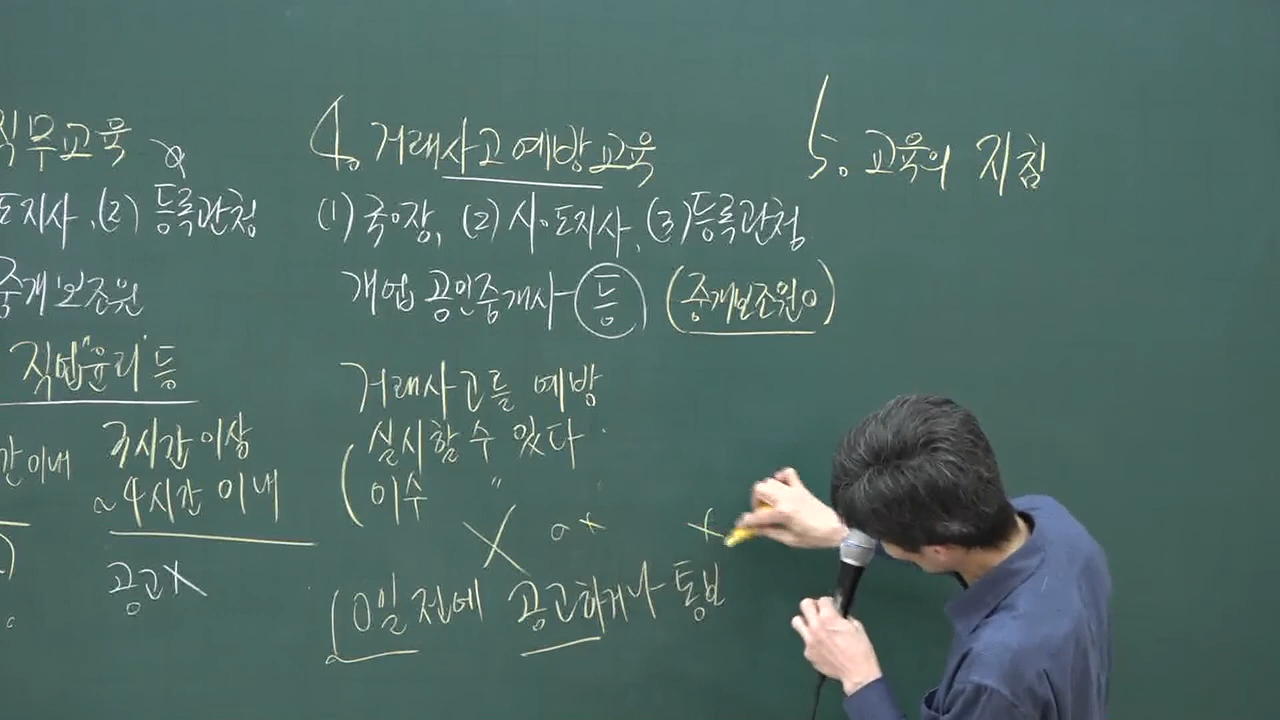 직무교육
도지사, (2) 등록관청
중개보조원
직업윤리 등
간 이내 3시간 이상
~4시간 이내
공고X
4. 거래사고 예방교육
(1) 국·장, (2) 시·도지사, (3) 등록관청
개업 공인중개사 등 (중개보조원O)
거래사고를 예방
실시할 수 있다.
(이수 "
X
10일 전에 공고하거나 통보
5. 교육의 지침